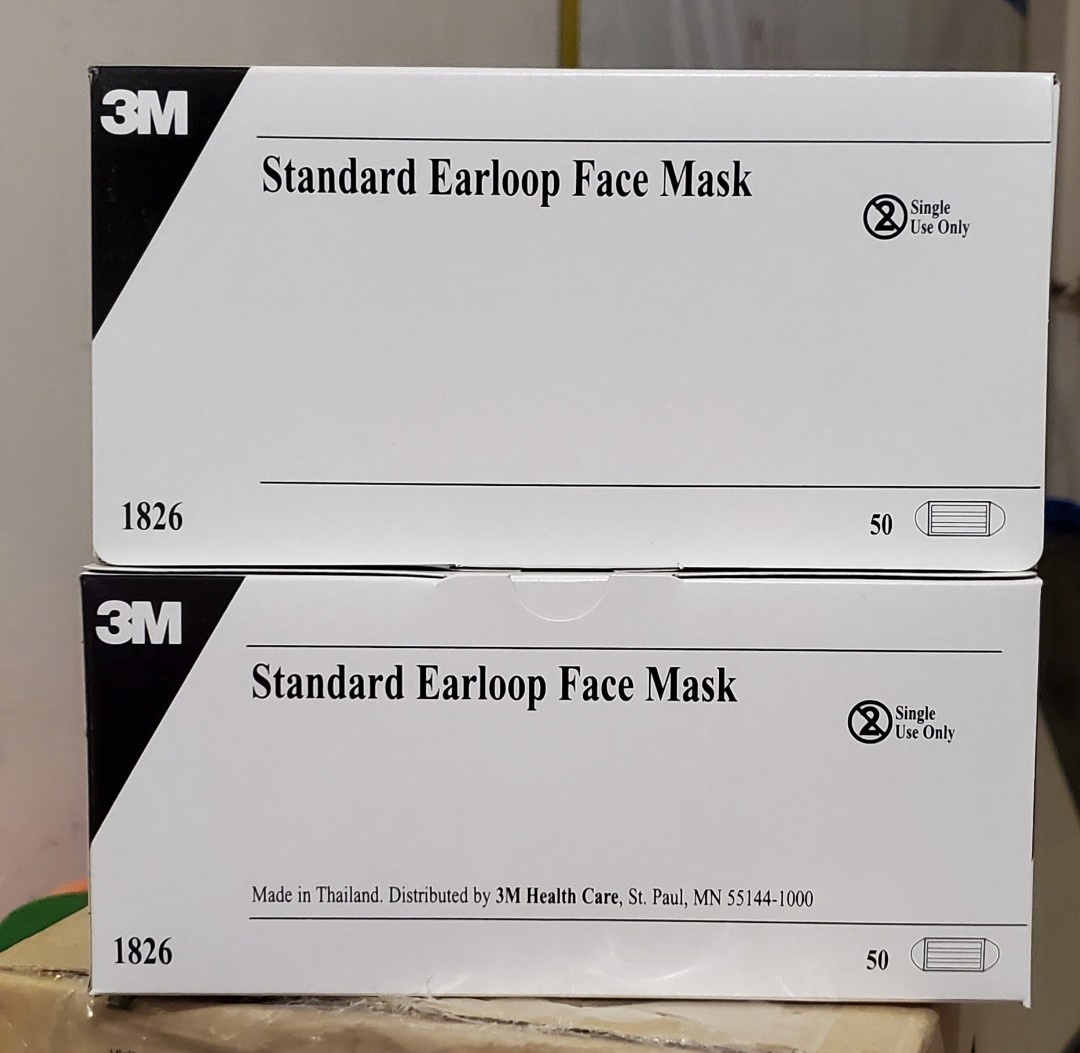 3M
Standard Earloop Face Mask
Single
Use Only
1826
50
3M
Standard Earloop Face Mask
Single
Use Only
Made in Thailand. Distributed by 3M Health Care, St. Paul, MN 55144-1000
1826
50